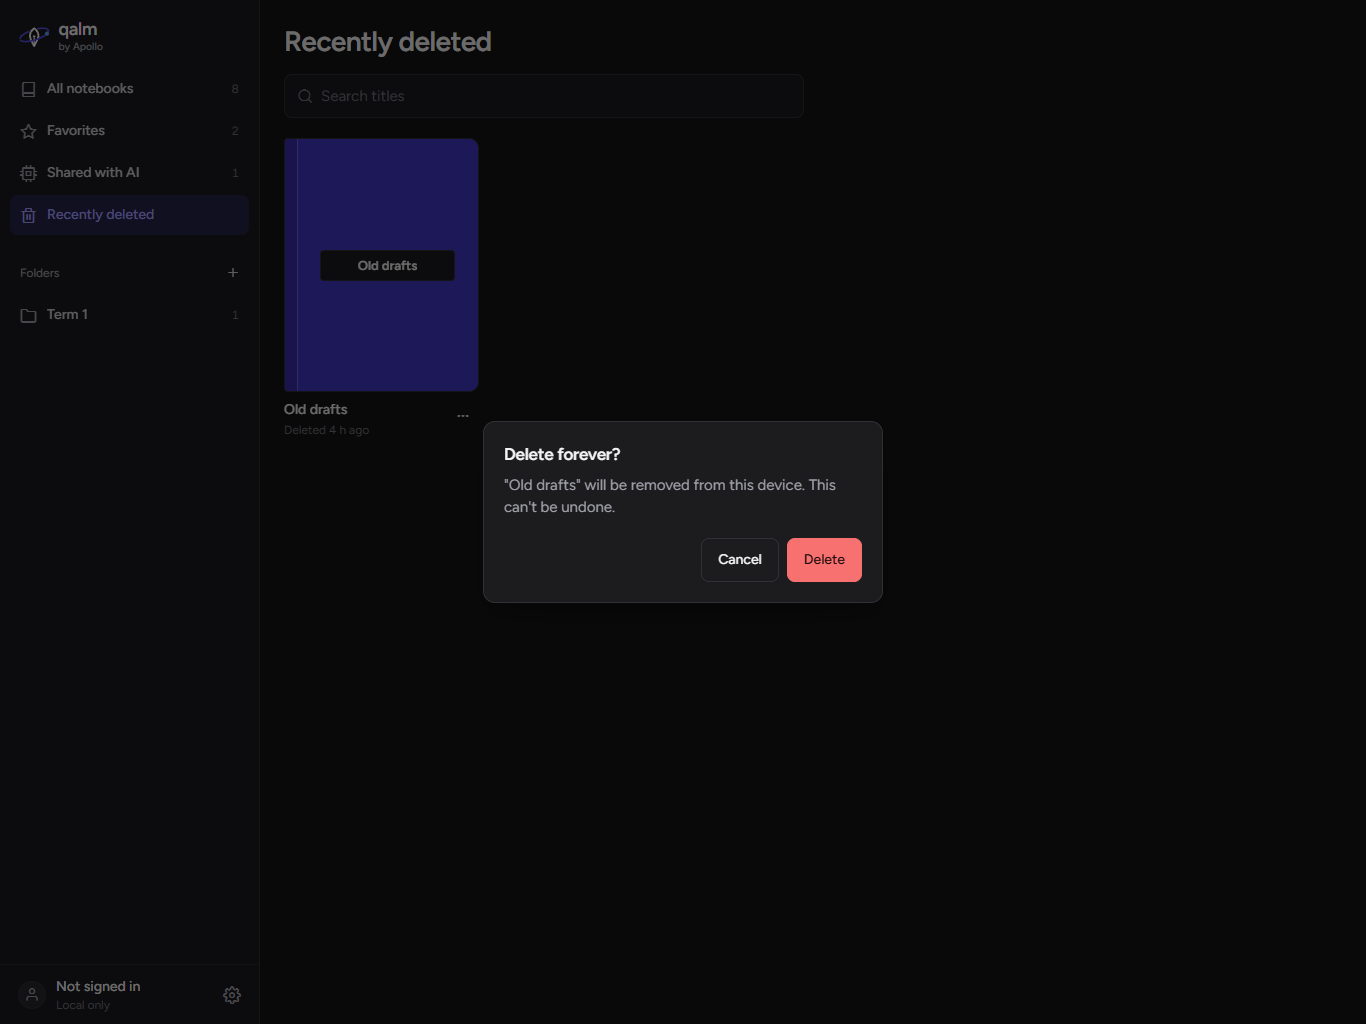 qalm
by Apollo
All notebooks 8
Favorites 2
Shared with AI 1
Recently deleted
Folders +
Term 1 1
Not signed in
Local only
Recently deleted
Search titles
Old drafts
Old drafts
Deleted 4 h ago
Delete forever?
"Old drafts" will be removed from this device. This
can't be undone.
Cancel Delete